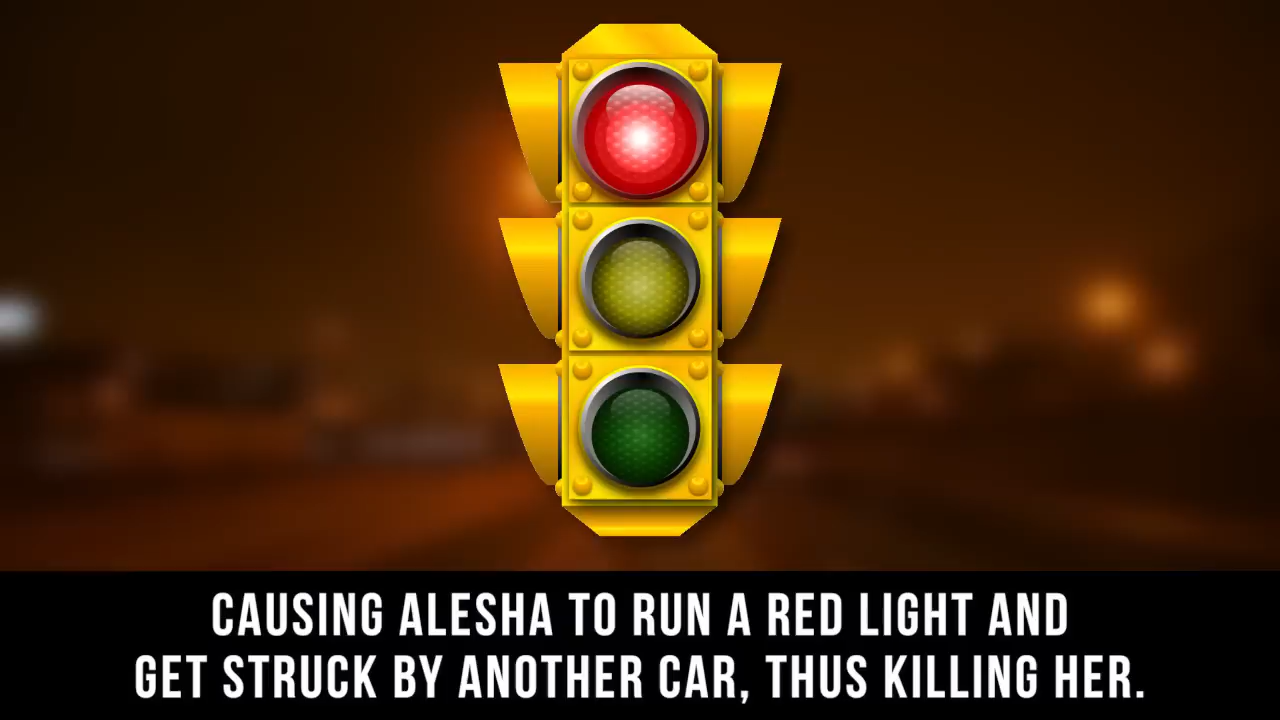 CAUSING ALESHA TO RUN A RED LIGHT AND
GET STRUCK BY ANOTHER CAR, THUS KILLING HER.